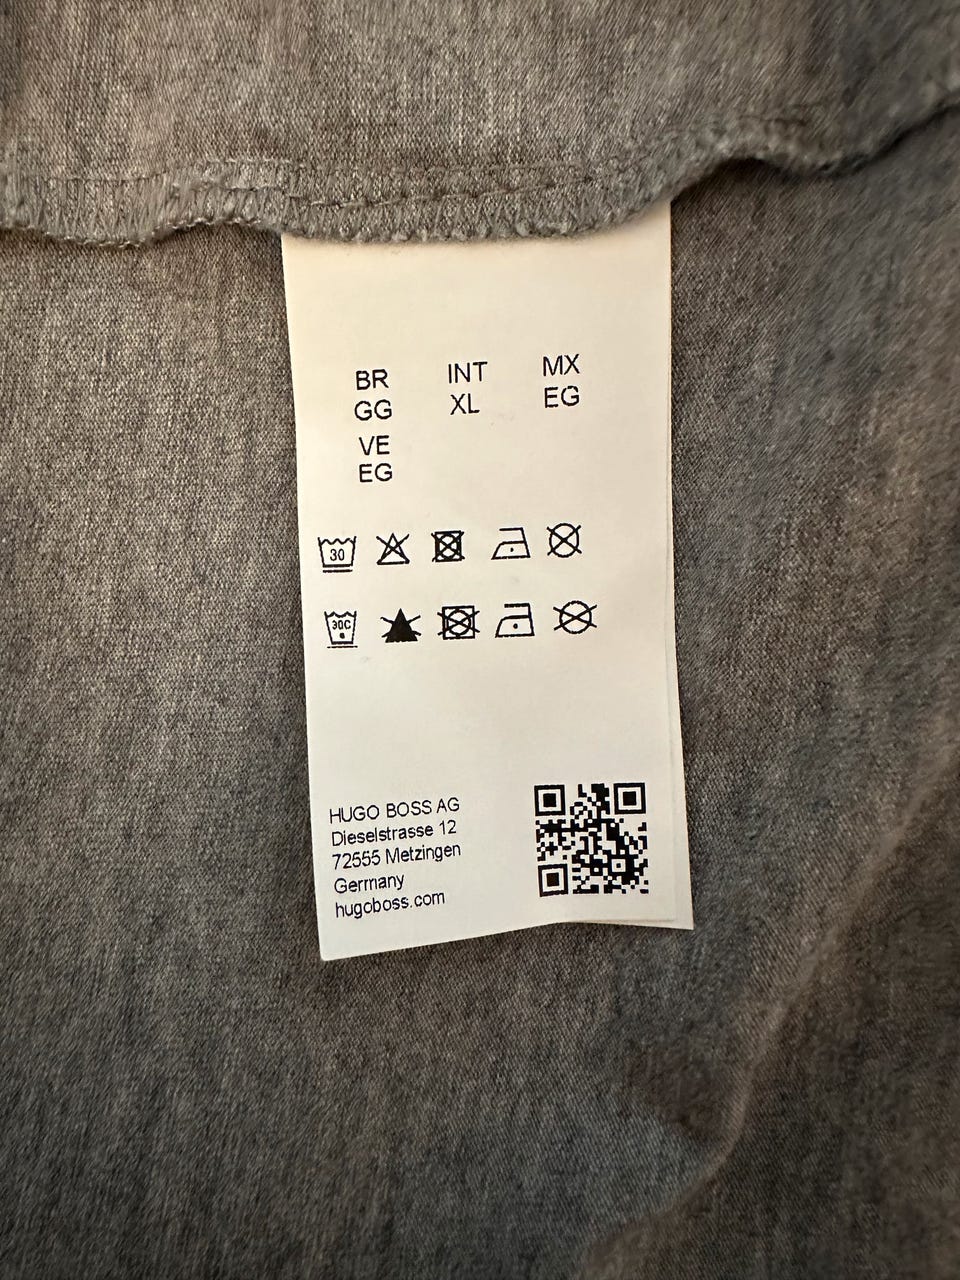 BR INT MX
GG XL EG
VE
EG
30
30C
HUGO BOSS AG
Dieselstrasse 12
72555 Metzingen
Germany
hugoboss.com